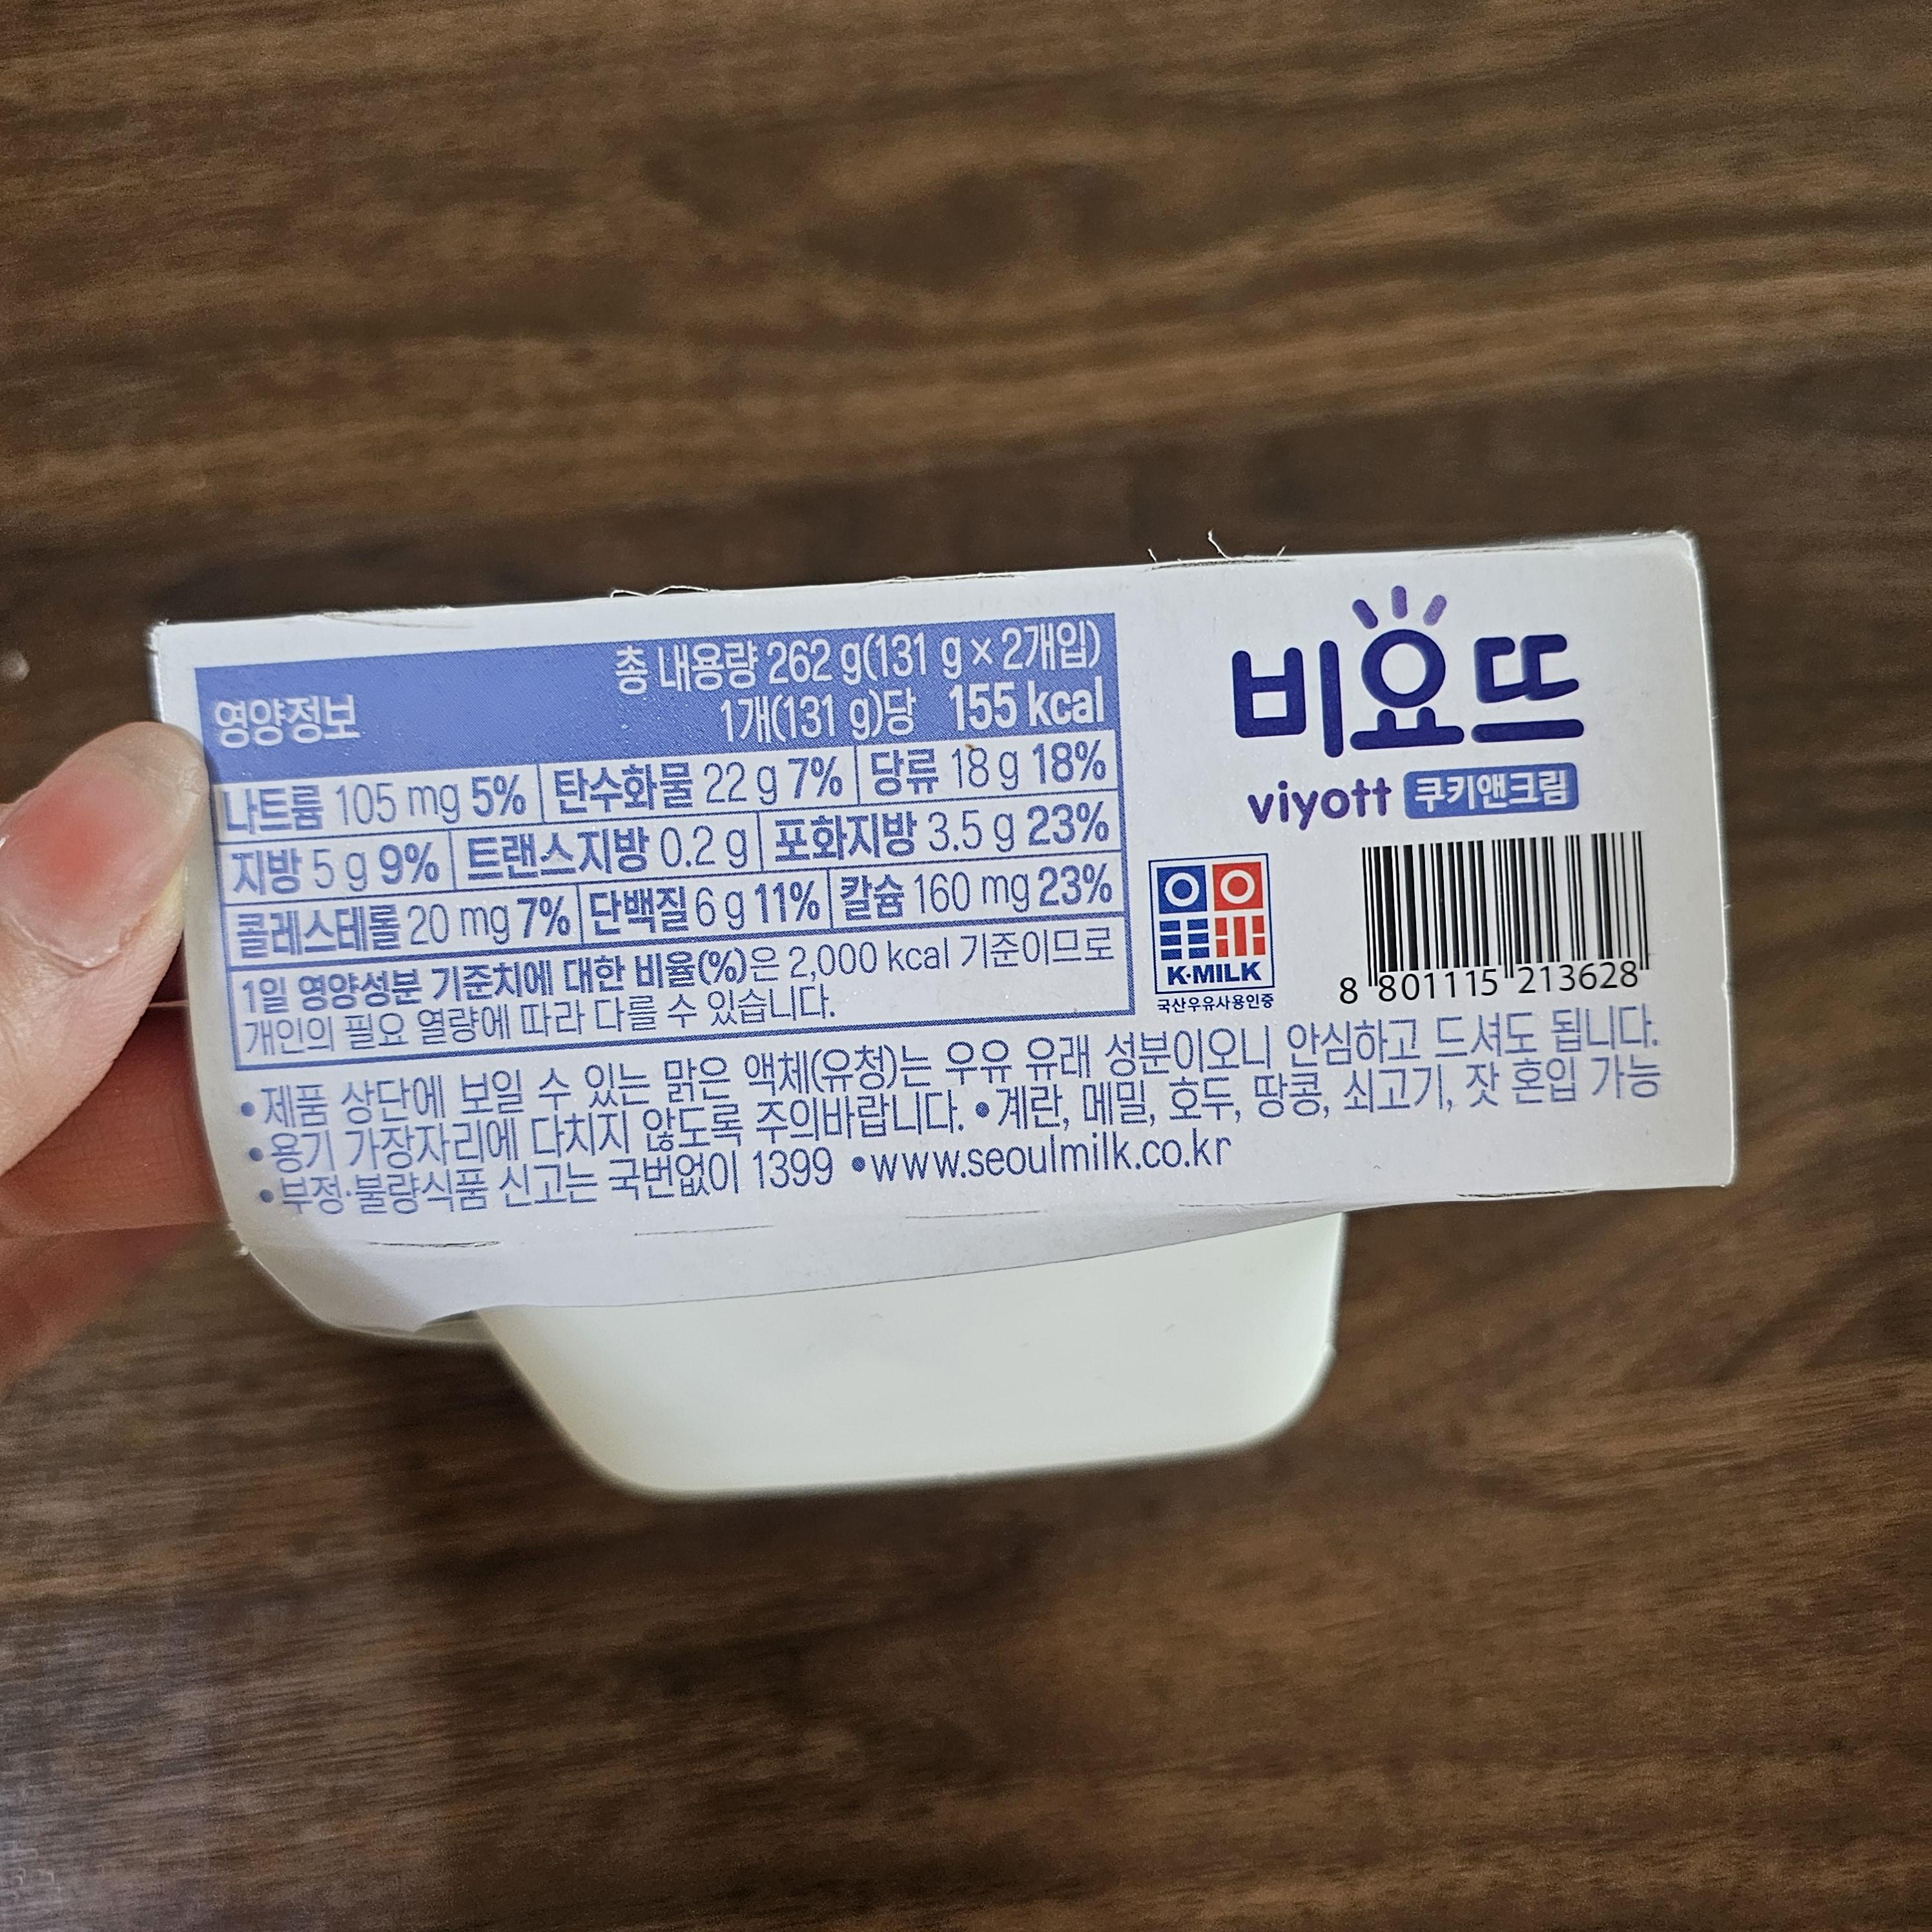 영양정보
총 내용량 262 g(131 g × 2개입)
1개(131 g)당 155 kcal
나트륨 105 mg 5% 탄수화물 22 g 7% 당류 18 g 18%
지방 5 g 9% 트랜스지방 0.2 g 포화지방 3.5 g 23%
콜레스테롤 20 mg 7% 단백질 6 g 11% 칼슘 160 mg 23%
1일 영양성분 기준치에 대한 비율(%)은 2,000 kcal 기준이므로
개인의 필요 열량에 따라 다를 수 있습니다.
비요뜨
viyott 쿠키앤크림
우유
K·MILK
국산우유사용인증
8 801115 213628
•제품 상단에 보일 수 있는 맑은 액체(유청)는 우유 유래 성분이오니 안심하고 드셔도 됩니다.
•용기 가장자리에 다치지 않도록 주의바랍니다. •계란, 메밀, 호두, 땅콩, 쇠고기, 잣 혼입 가능
•부정·불량식품 신고는 국번없이 1399 •www.seoulmilk.co.kr